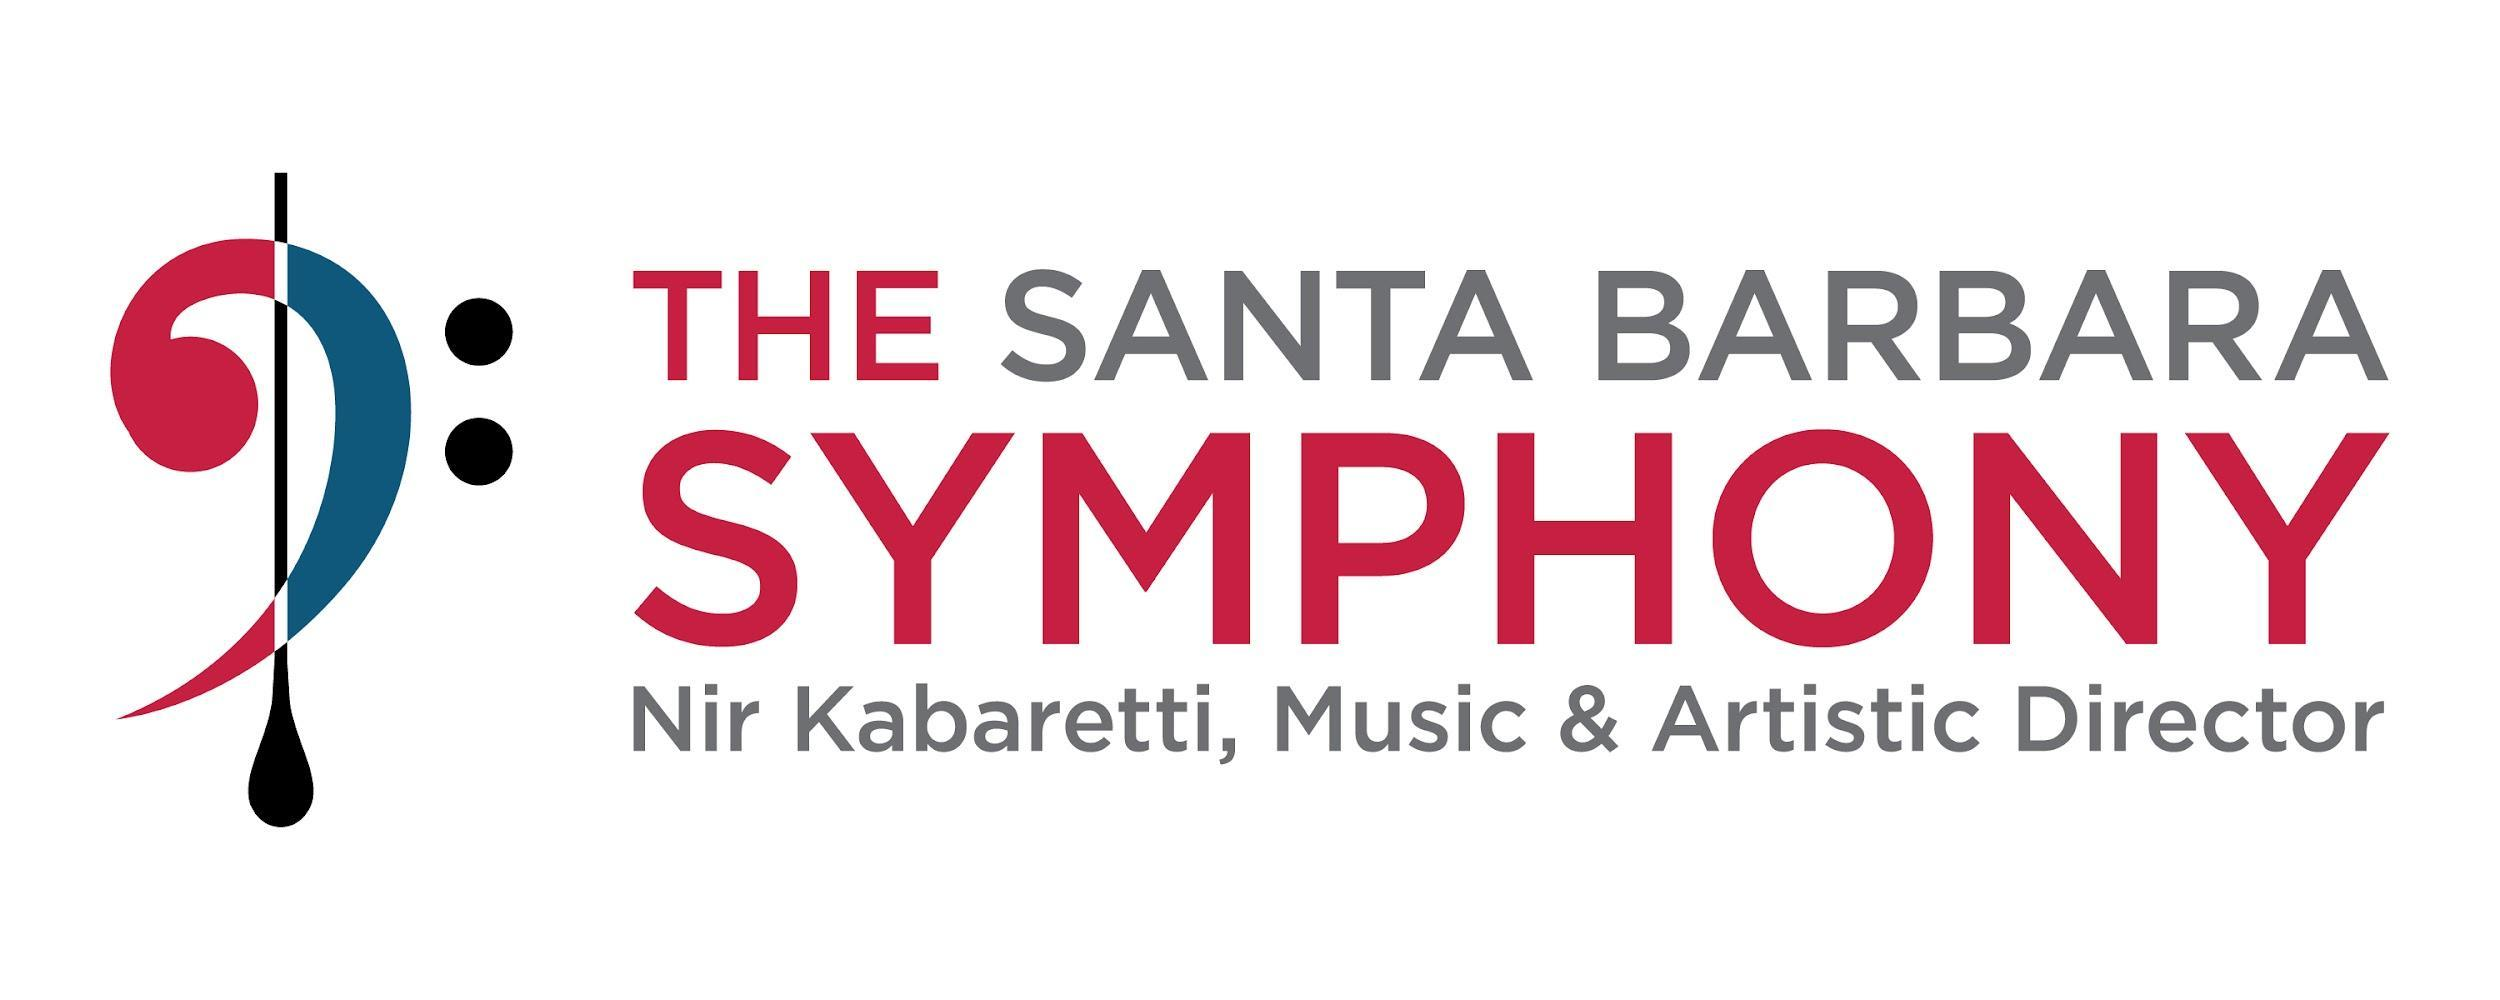 THE SANTA BARBARA
SYMPHONY
Nir Kabaretti, Music & Artistic Director